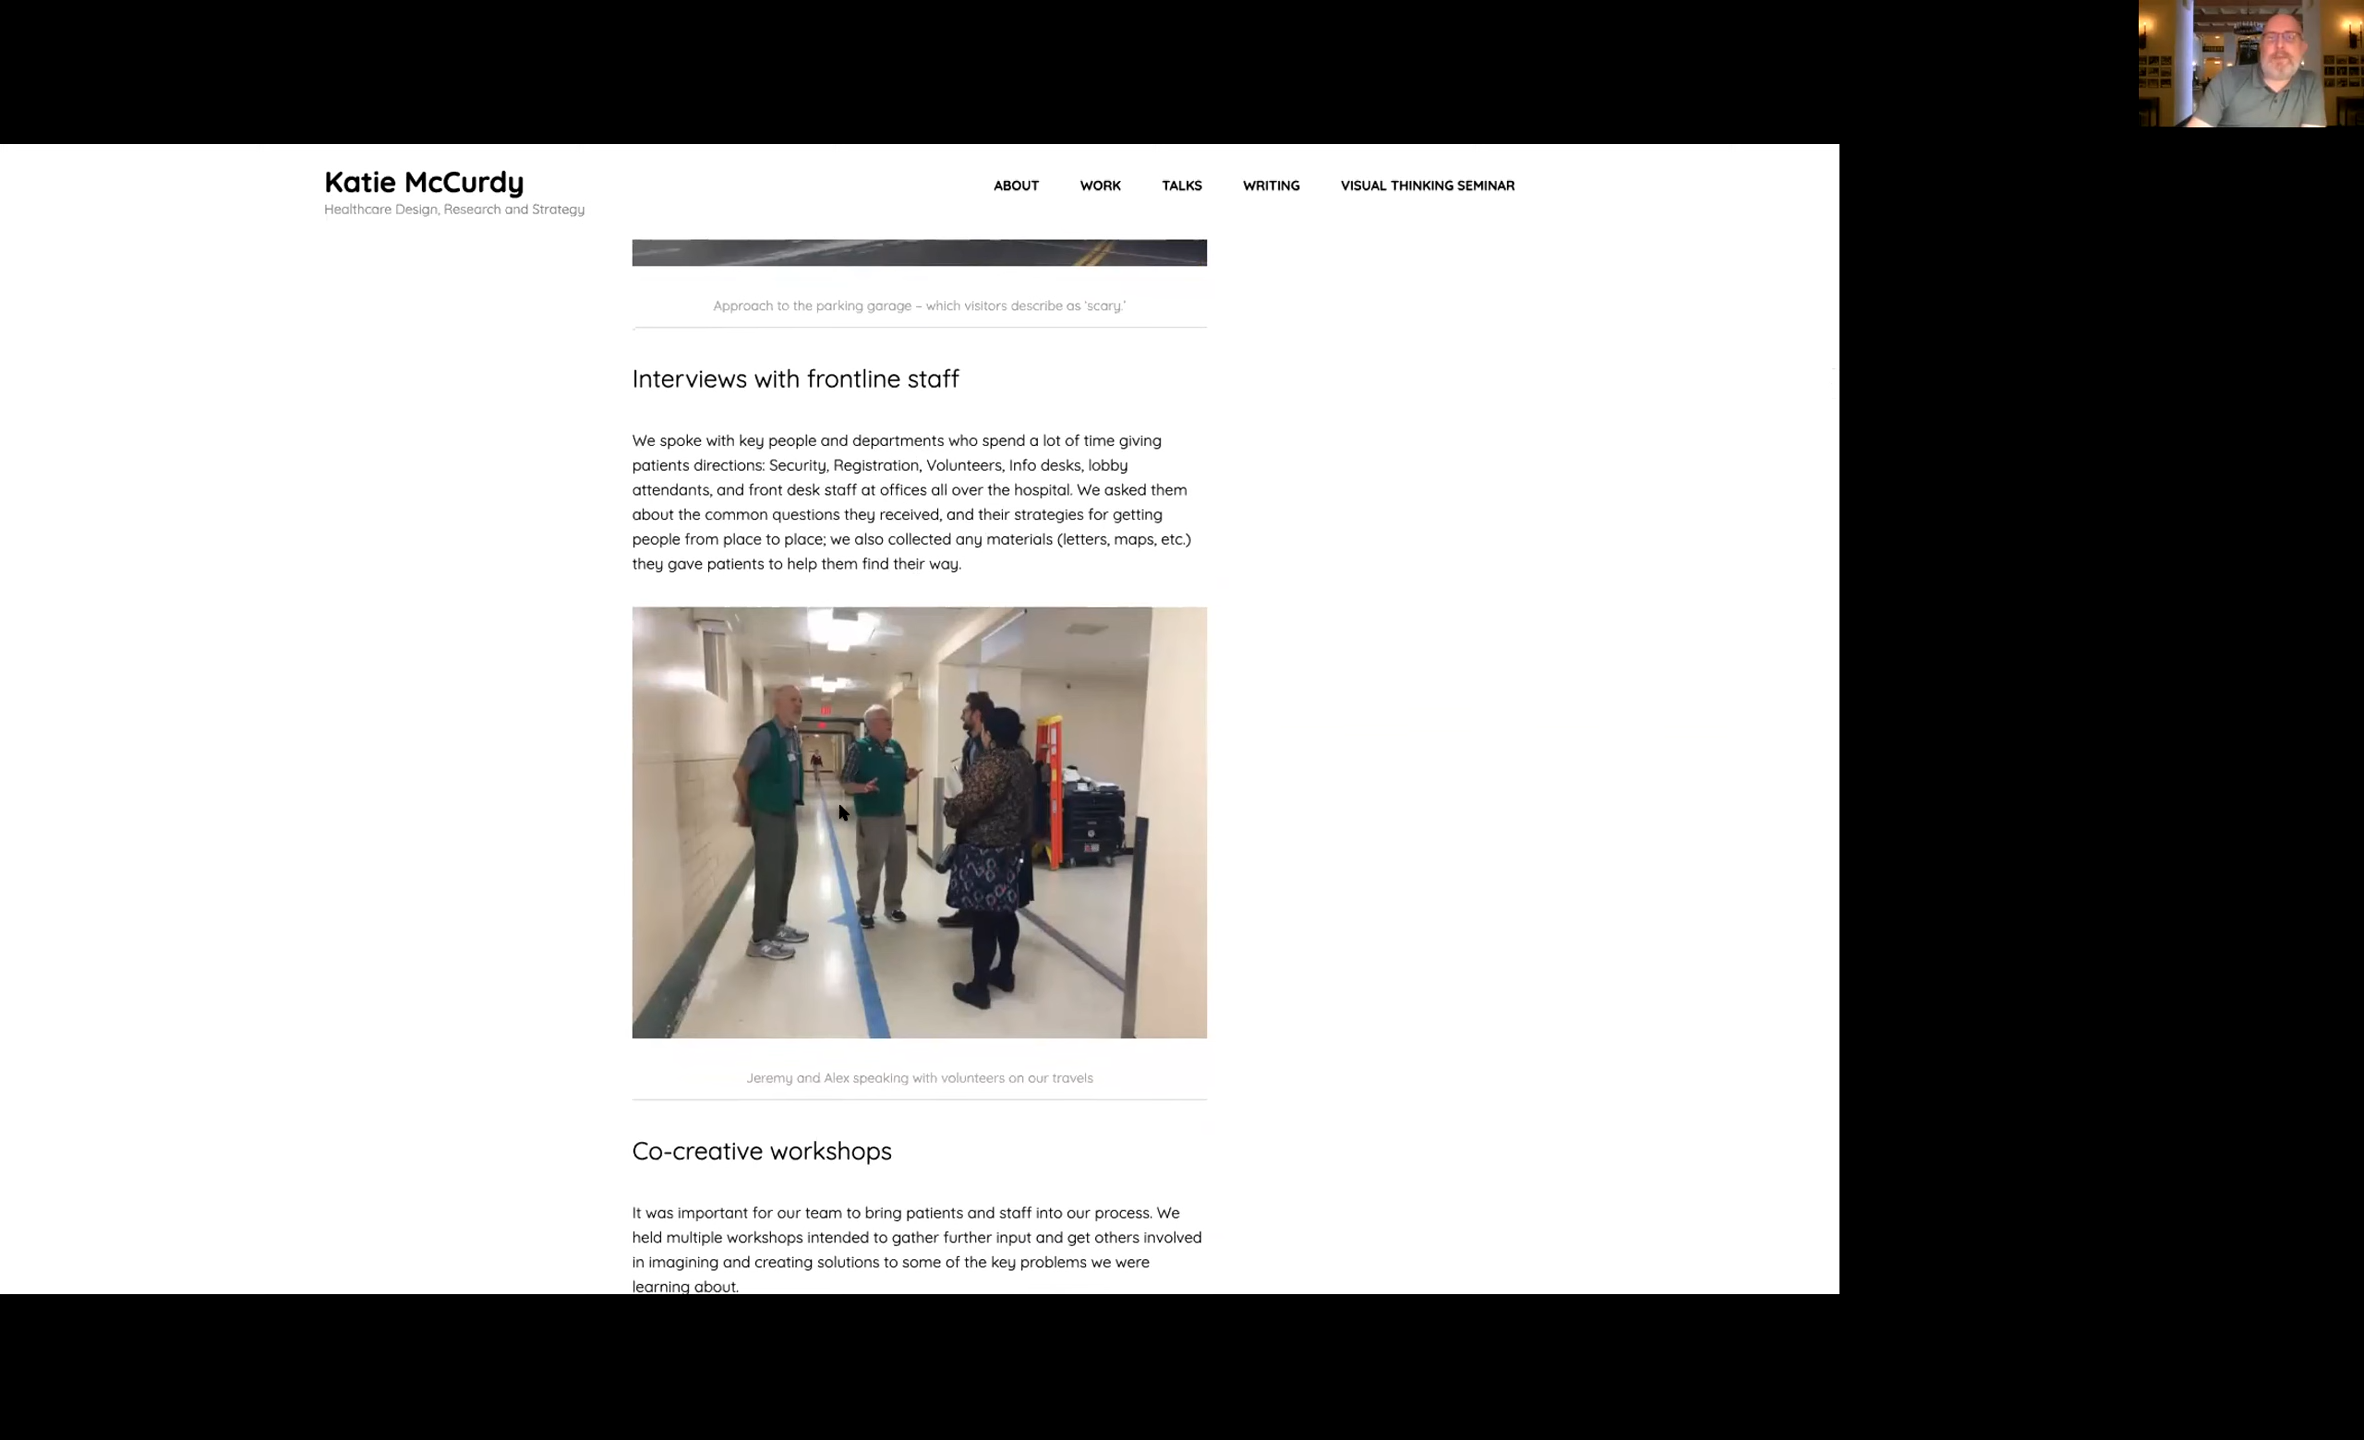 Katie McCurdy
Healthcare Design, Research and Strategy
ABOUT
WORK
TALKS
WRITING
VISUAL THINKING SEMINAR
Approach to the parking garage – which visitors describe as ‘scary.’
Interviews with frontline staff
We spoke with key people and departments who spend a lot of time giving
patients directions: Security, Registration, Volunteers, Info desks, lobby
attendants, and front desk staff at offices all over the hospital. We asked them
about the common questions they received, and their strategies for getting
people from place to place; we also collected any materials (letters, maps, etc.)
they gave patients to help them find their way.
Jeremy and Alex speaking with volunteers on our travels
Co-creative workshops
It was important for our team to bring patients and staff into our process. We
held multiple workshops intended to gather further input and get others involved
in imagining and creating solutions to some of the key problems we were
learning about.